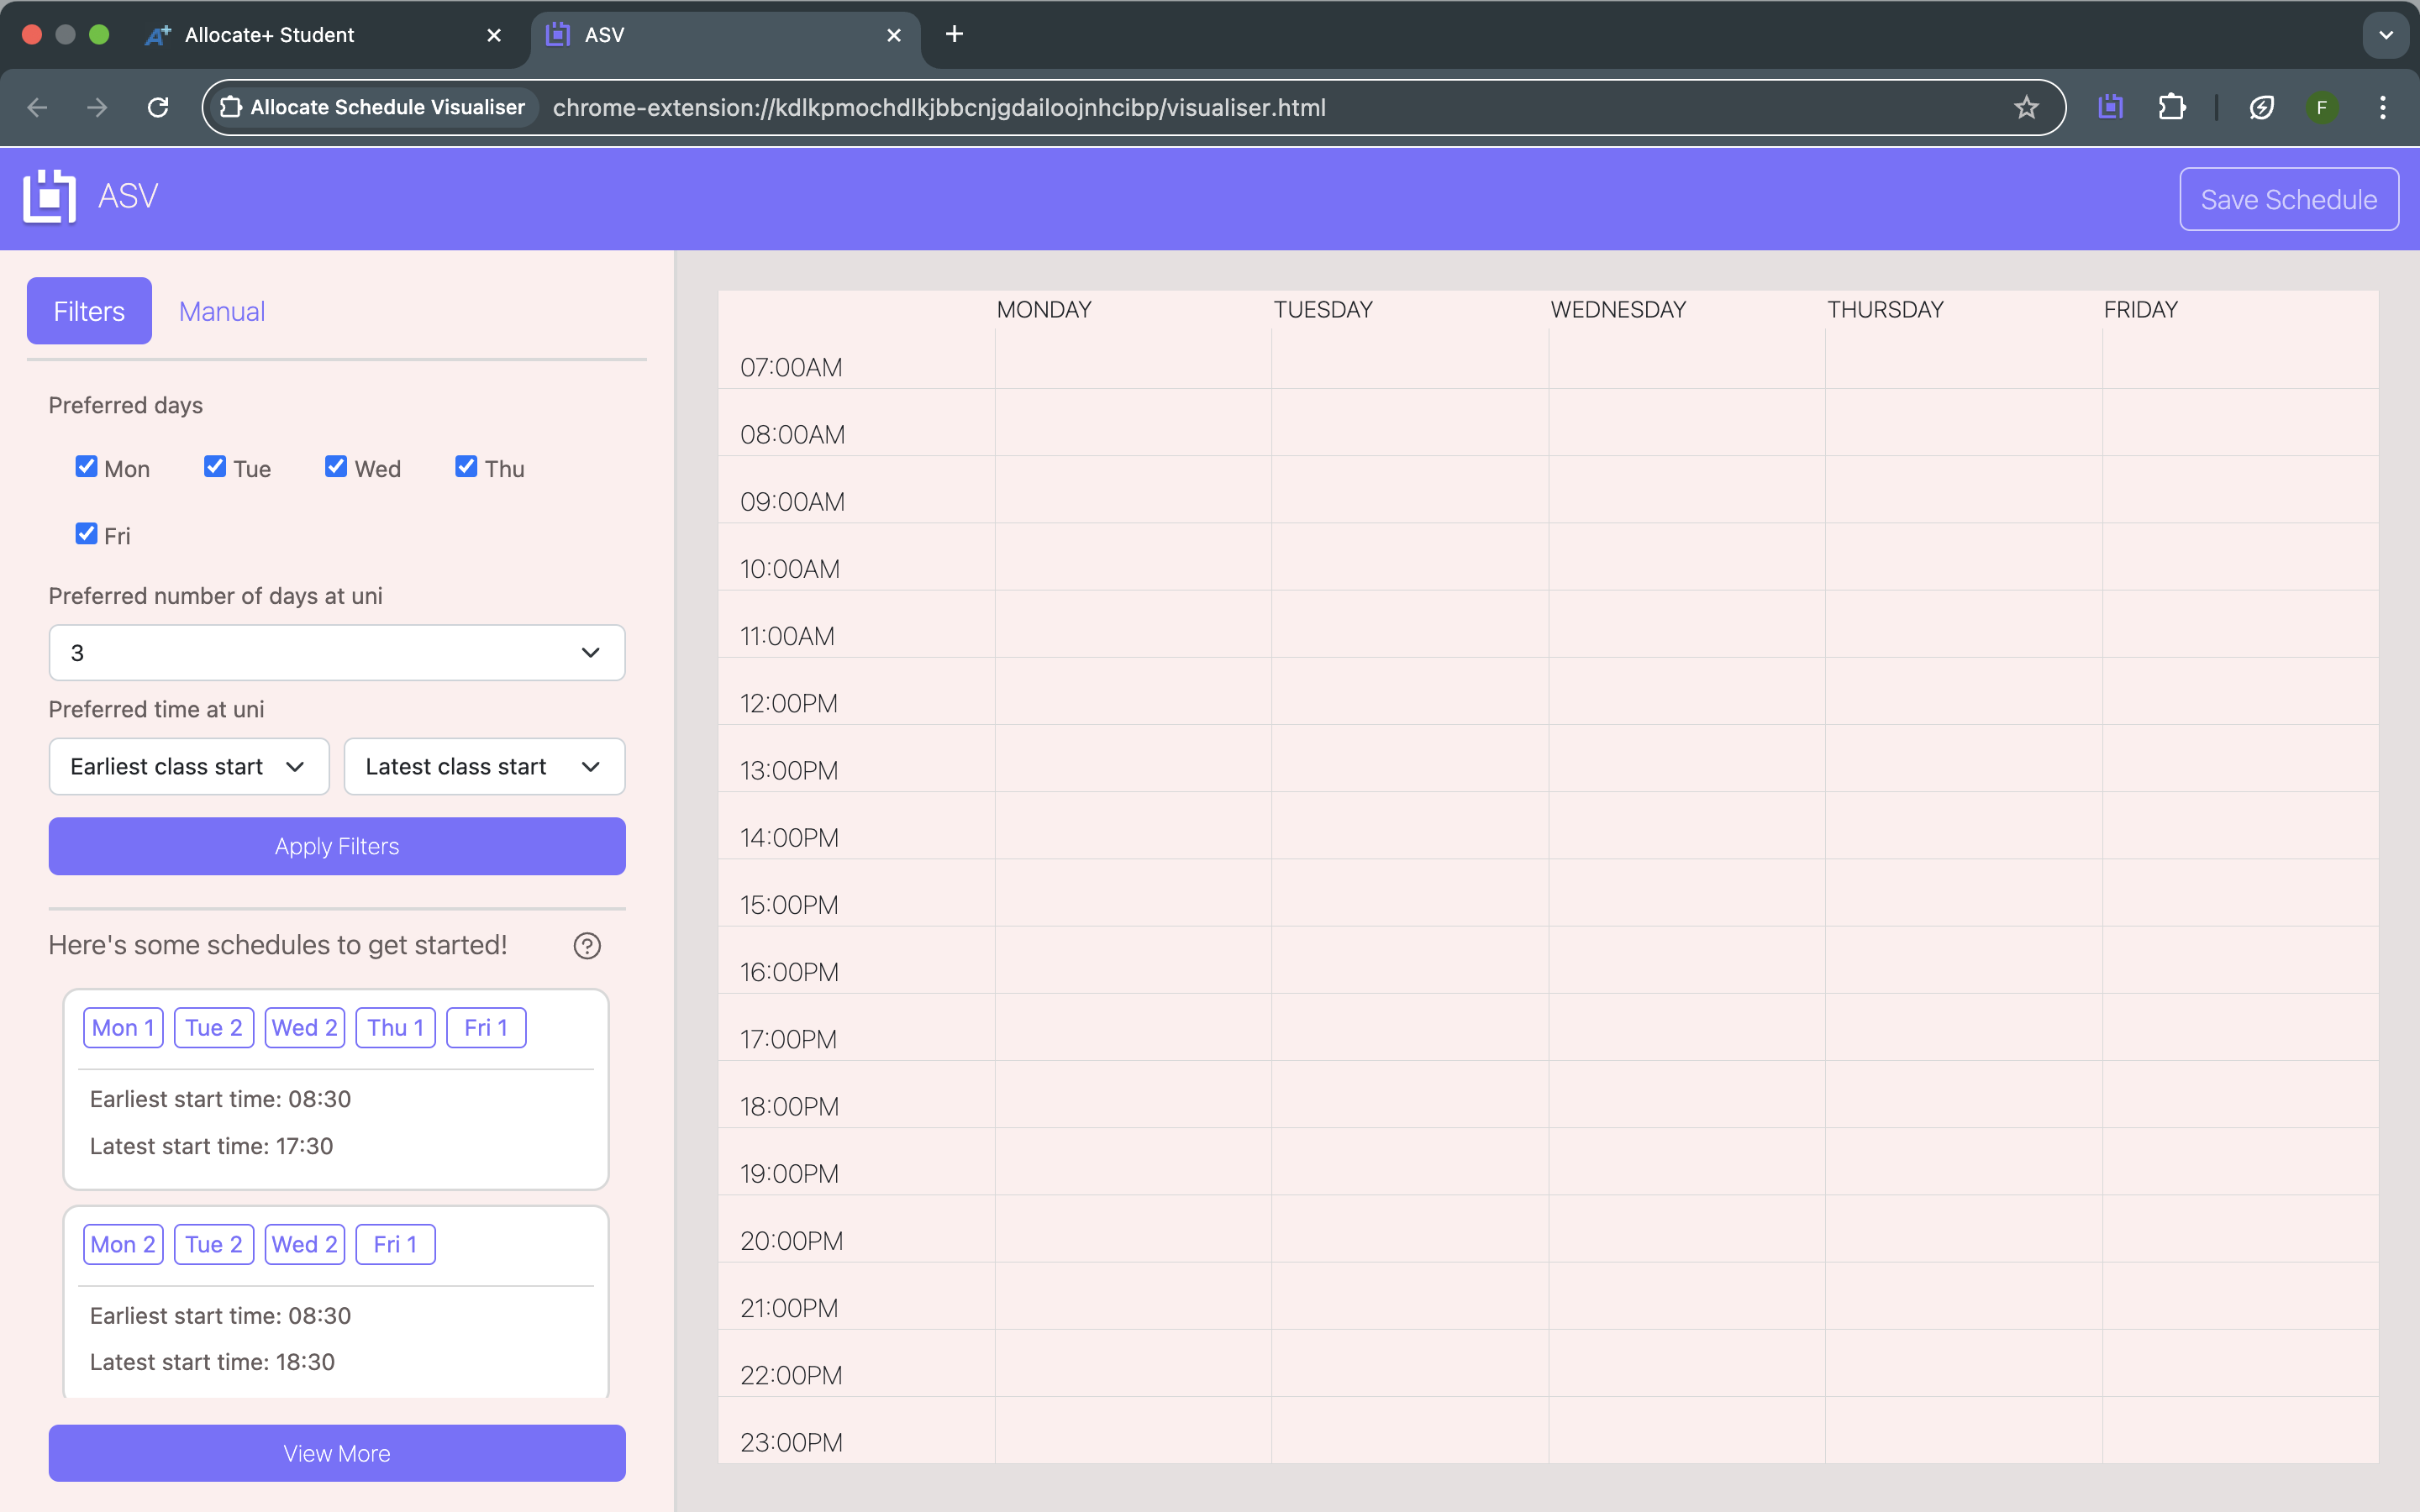 Allocate+ Student
ASV
Allocate Schedule Visualiser chrome-extension://kdlkpmochdlkjbbcnjgdailoojnhcibp/visualiser.html
F
ASV
Save Schedule
Filters Manual
Preferred days
Mon Tue Wed Thu
Fri
Preferred number of days at uni
3
Preferred time at uni
Earliest class start Latest class start
Apply Filters
Here's some schedules to get started!
Mon 1 Tue 2 Wed 2 Thu 1 Fri 1
Earliest start time: 08:30
Latest start time: 17:30
Mon 2 Tue 2 Wed 2 Fri 1
Earliest start time: 08:30
Latest start time: 18:30
View More
MONDAY TUESDAY WEDNESDAY THURSDAY FRIDAY
07:00AM
08:00AM
09:00AM
10:00AM
11:00AM
12:00PM
13:00PM
14:00PM
15:00PM
16:00PM
17:00PM
18:00PM
19:00PM
20:00PM
21:00PM
22:00PM
23:00PM